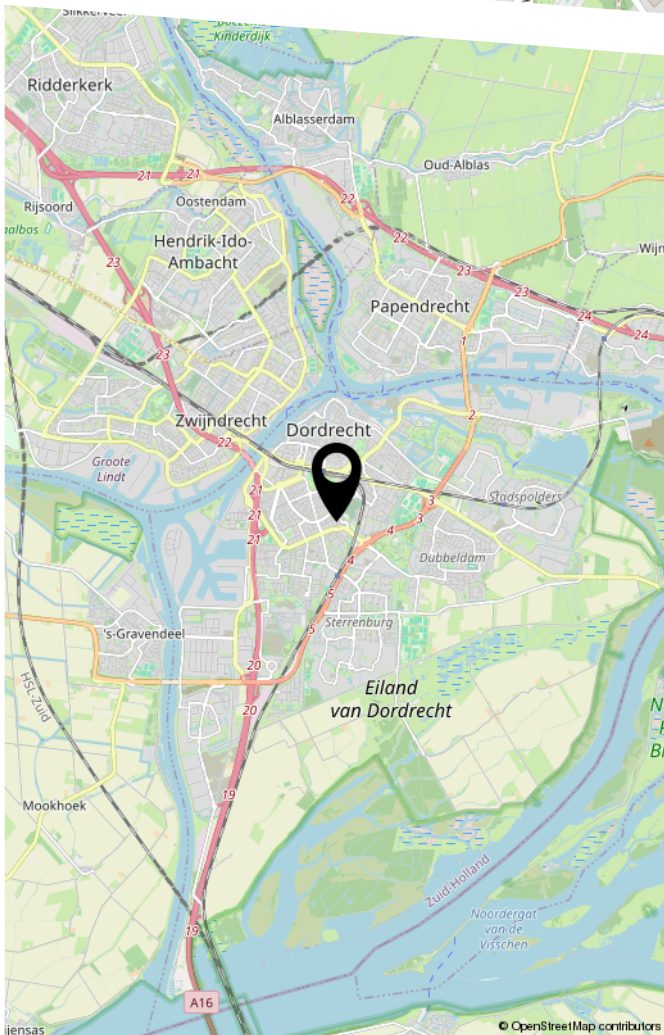 Kinderdijk
Ridderkerk
Alblasserdam
21
21
22
Oud-Alblas
Rijsoord
Oostendam
22
23
Hendrik-Ido-
Ambacht
23
23
Papendrecht
24
24
1
23
Zwijndrecht
Dordrecht
2
22
Groote
Lindt
21
21
21
3
3
4
4
Stadspolders
Dubbeldam
5
5
Sterrenburg
's-Gravendeel
20
20
Eiland
van Dordrecht
HSL-Zuid
19
Mookhoek
Zuid-Holland
Noordergat
van de
Visschen
19
A16
© OpenStreetMap contributors